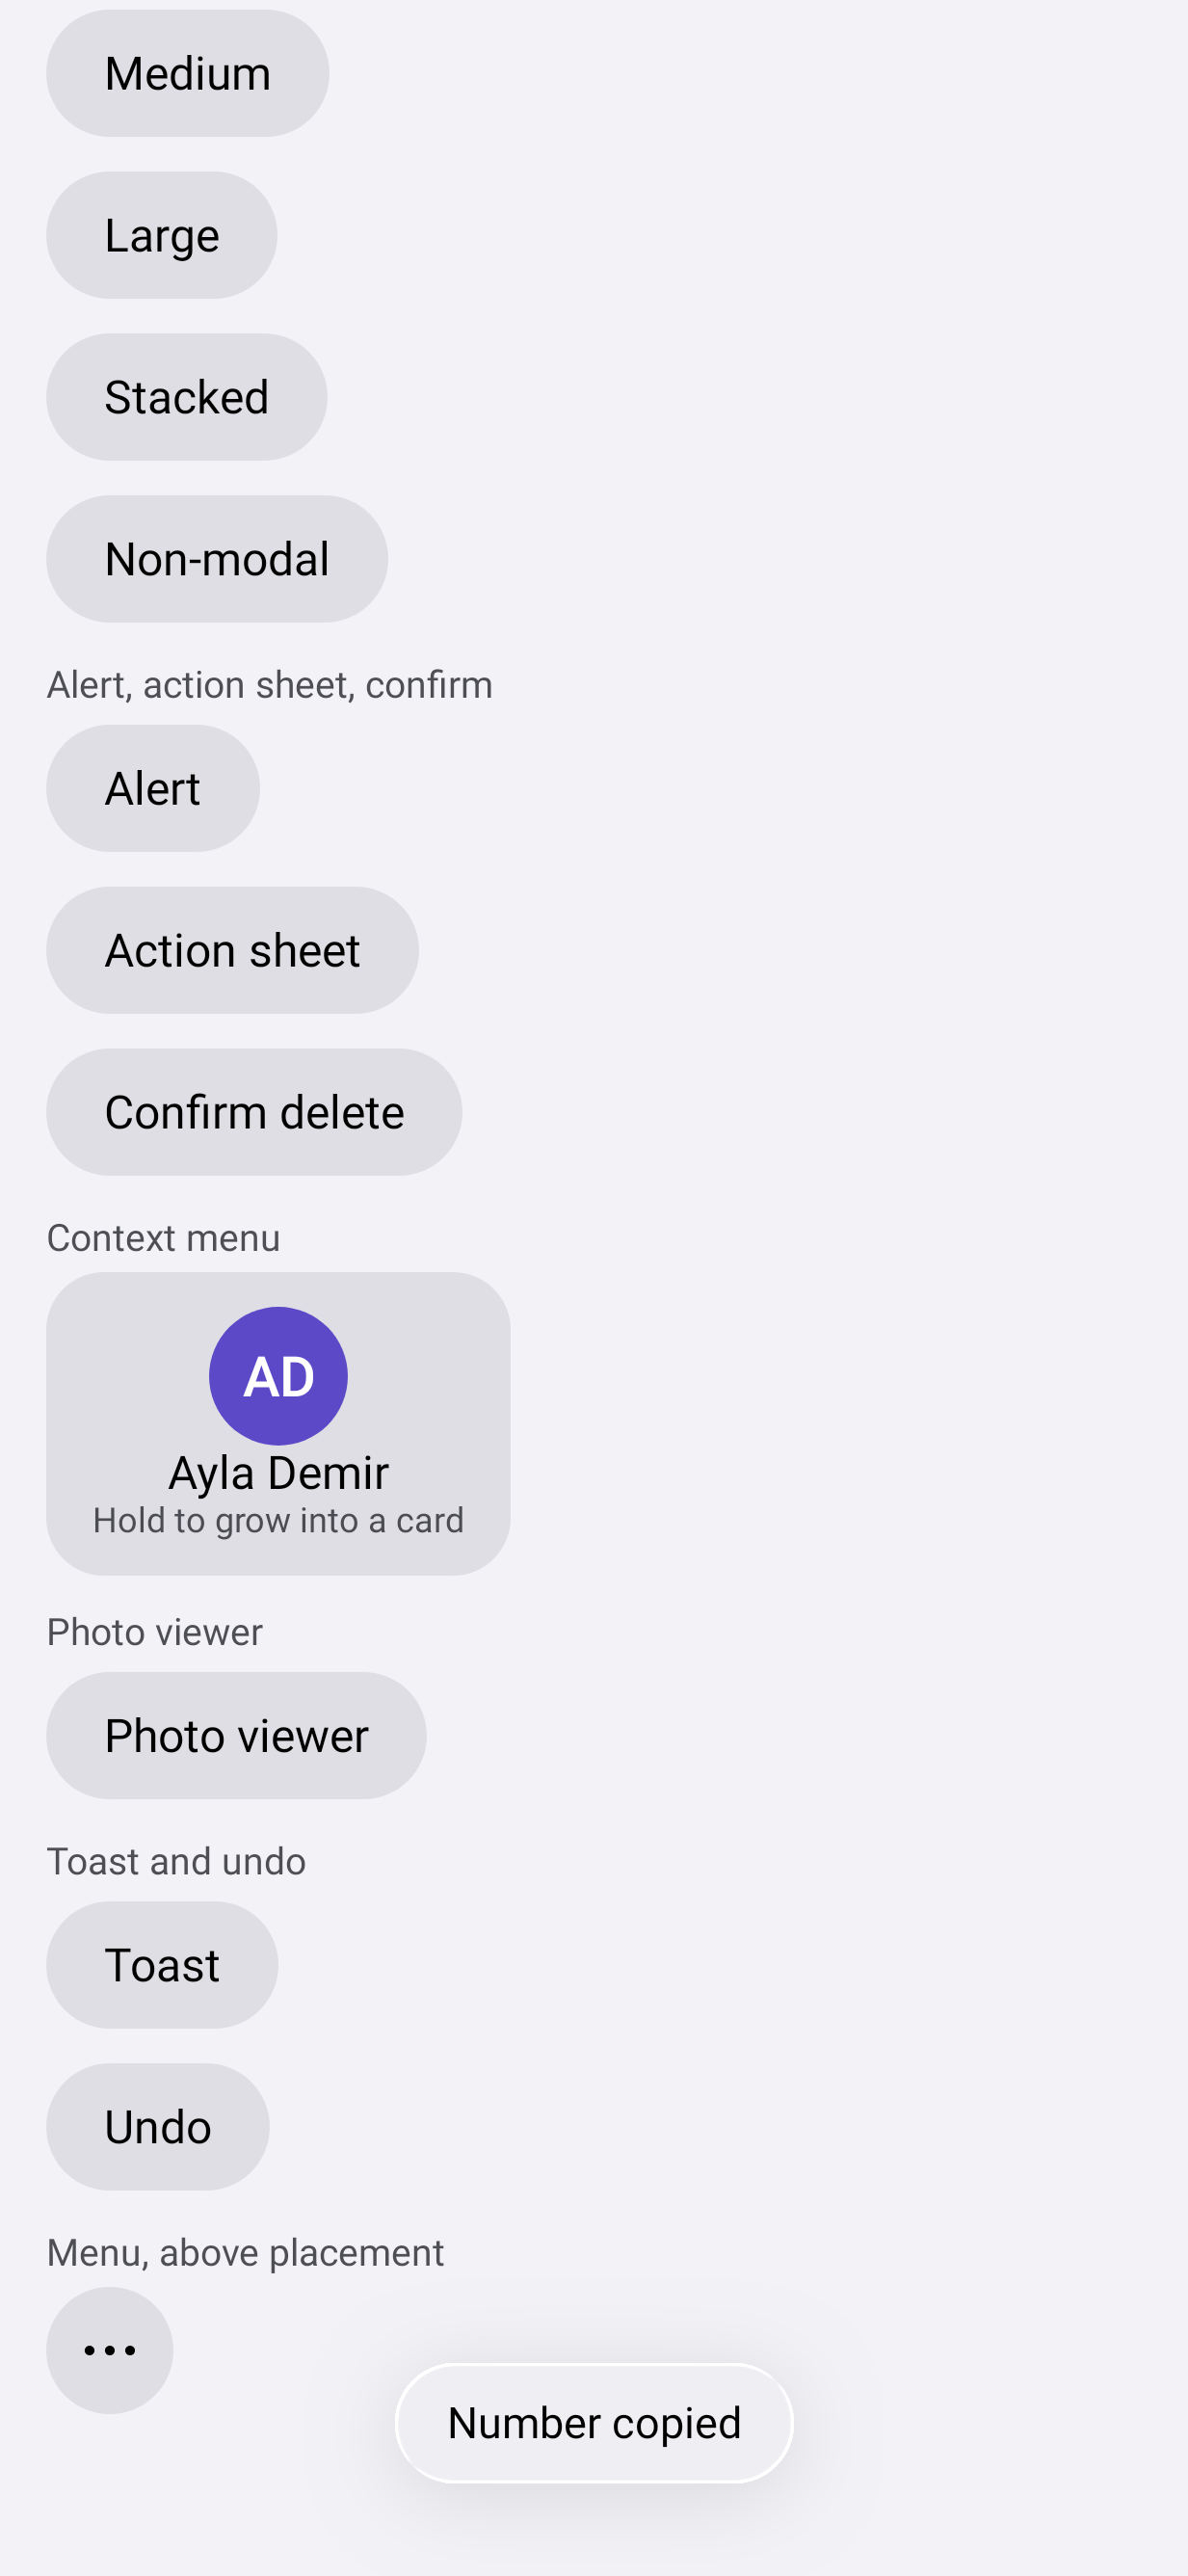 Medium
Large
Stacked
Non-modal
Alert, action sheet, confirm
Alert
Action sheet
Confirm delete
Context menu
AD
Ayla Demir
Hold to grow into a card
Photo viewer
Photo viewer
Toast and undo
Toast
Undo
Menu, above placement
Number copied